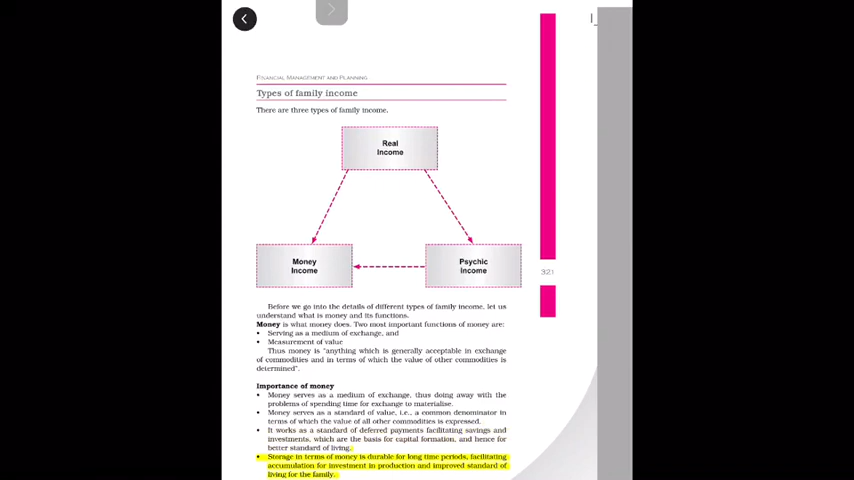 FINANCIAL MANAGEMENT AND PLANNING
Types of family income
There are three types of family income.
Real
Income
Money
Income
Psychic
Income
321
Before we go into the details of different types of family income, let us
understand what is money and its functions.
Money is what money does. Two most important functions of money are:
• Serving as a medium of exchange, and
• Measurement of value
Thus money is "anything which is generally acceptable in exchange
of commodities and in terms of which the value of other commodities is
determined".
Importance of money
• Money serves as a medium of exchange, thus doing away with the
problems of spending time for exchange to materialise.
• Money serves as a standard of value, i.e., a common denominator in
terms of which the value of all other commodities is expressed.
• It works as a standard of deferred payments facilitating savings and
investments, which are the basis for capital formation, and hence for
better standard of living.
• Storage in terms of money is durable for long time periods, facilitating
accumulation for investment in production and improved standard of
living for the family.